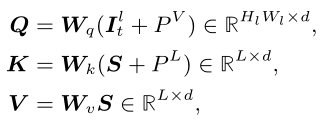 Q = W_q(I_t^l + P^V) ∈ ℝ^{H_l W_l × d},
K = W_k(S + P^L) ∈ ℝ^{L×d},
V = W_v S ∈ ℝ^{L×d},